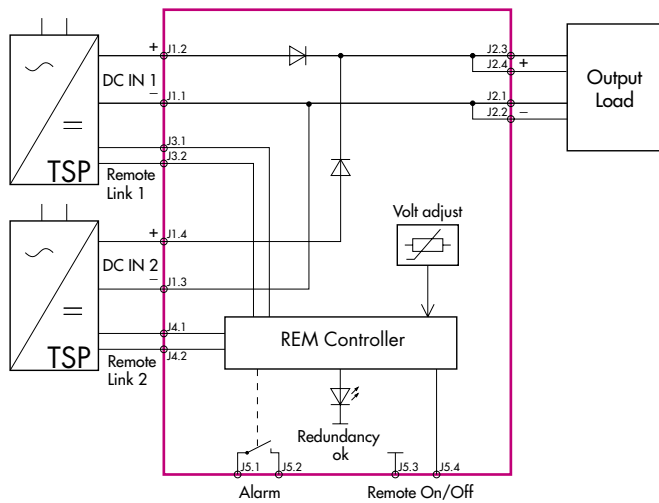 +
J1.2
J2.3
J2.4
+
DC IN 1
–
J1.1
J2.1
J2.2
–
Output
Load
J3.1
J3.2
TSP
Remote
Link 1
Volt adjust
+
J1.4
DC IN 2
–
J1.3
J4.1
REM Controller
TSP
Remote
Link 2
J4.2
Redundancy
ok
J5.1
J5.2
J5.3
J5.4
Alarm
Remote On/Off